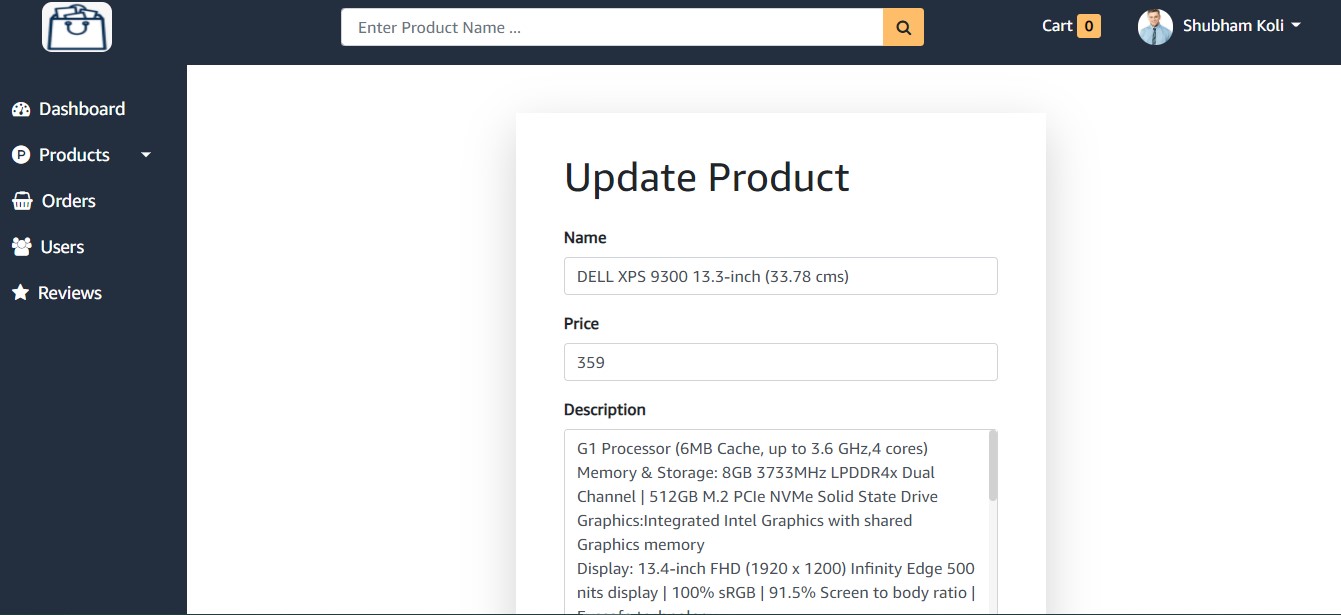 Enter Product Name ...
Cart 0
Shubham Koli
Dashboard
P Products
Orders
Users
Reviews
Update Product
Name
DELL XPS 9300 13.3-inch (33.78 cms)
Price
359
Description
G1 Processor (6MB Cache, up to 3.6 GHz,4 cores)
Memory & Storage: 8GB 3733MHz LPDDR4x Dual
Channel | 512GB M.2 PCIe NVMe Solid State Drive
Graphics:Integrated Intel Graphics with shared
Graphics memory
Display: 13.4-inch FHD (1920 x 1200) Infinity Edge 500
nits display | 100% sRGB | 91.5% Screen to body ratio |